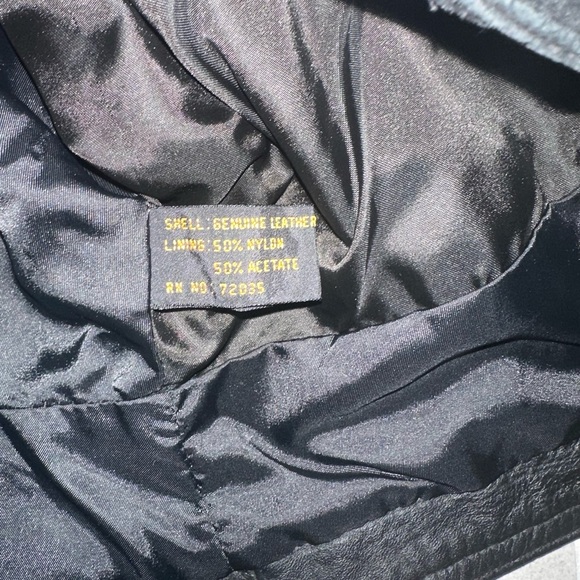 SHELL:GENUINE LEATHER
LINING:50% NYLON
50% ACETATE
RN NO:72035